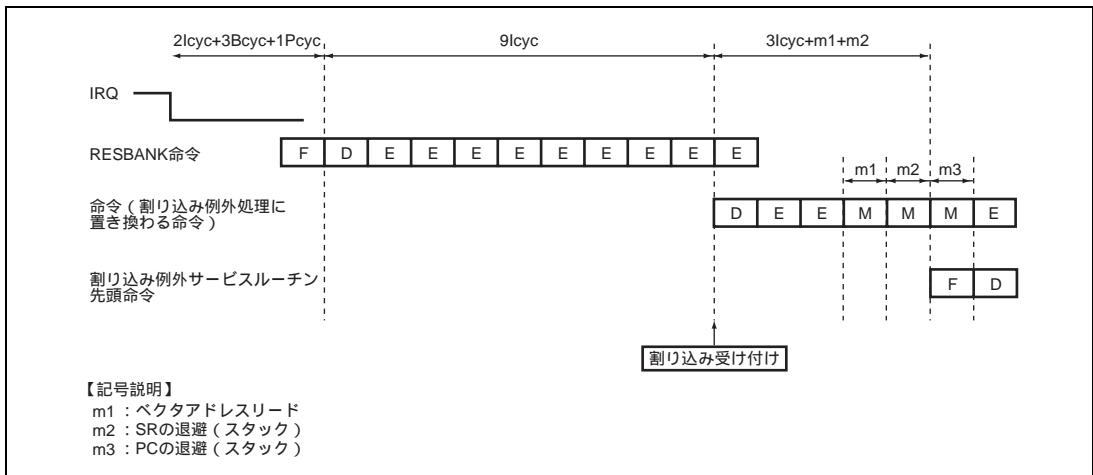 2Icyc+3Bcyc+1Pcyc 9Icyc 3Icyc+m1+m2
IRQ
RESBANK命令 F D E E E E E E E E E
m1 m2 m3
命令（割り込み例外処理に
置き換わる命令） D E E M M M E
割り込み例外サービスルーチン
先頭命令 F D
割り込み受け付け
【記号説明】
m1 ：ベクタアドレスリード
m2 ：SRの退避（スタック）
m3 ：PCの退避（スタック）